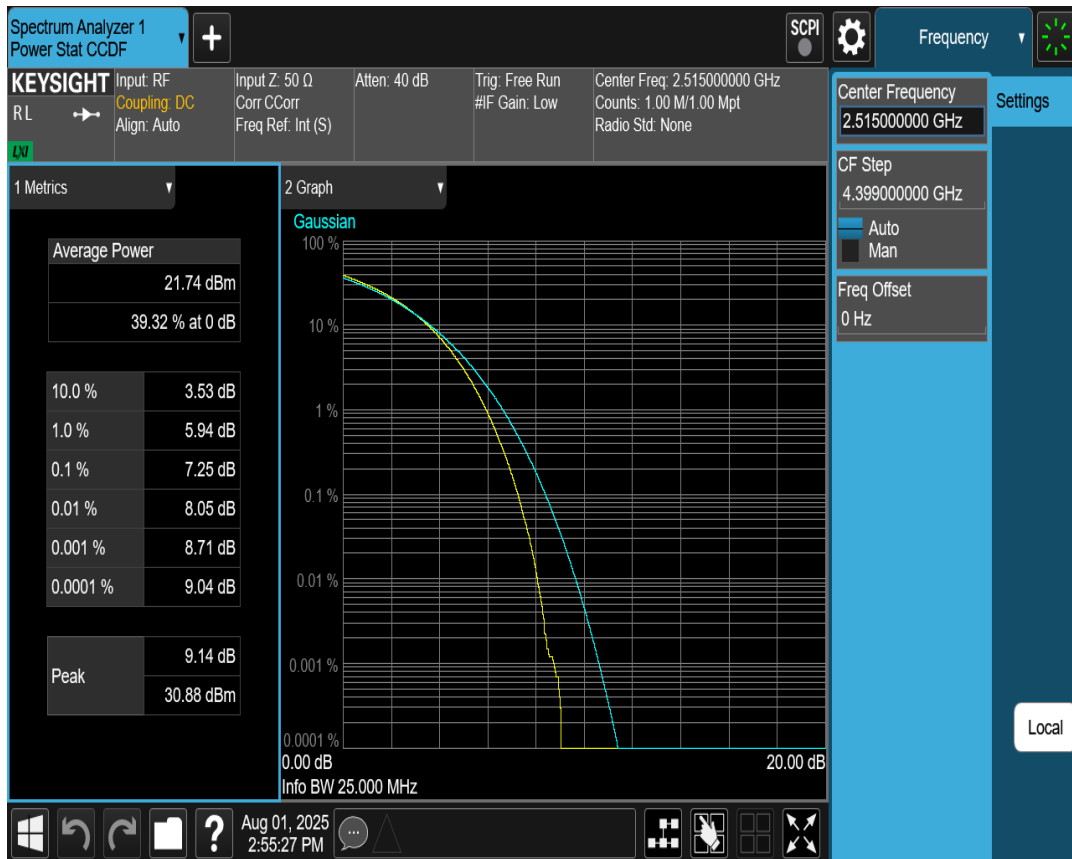 Spectrum Analyzer 1
Power Stat CCDF
+
SCPI
Frequency
KEYSIGHT
RL
LXI
Input: RF
Coupling: DC
Align: Auto
Input Z: 50 Ω
Corr CCorr
Freq Ref: Int (S)
Atten: 40 dB
Trig: Free Run
#IF Gain: Low
Center Freq: 2.515000000 GHz
Counts: 1.00 M/1.00 Mpt
Radio Std: None
Center Frequency
2.515000000 GHz
Settings
CF Step
4.399000000 GHz
Auto
Man
Freq Offset
0 Hz
1 Metrics
Average Power
21.74 dBm
39.32 % at 0 dB
10.0 % 3.53 dB
1.0 % 5.94 dB
0.1 % 7.25 dB
0.01 % 8.05 dB
0.001 % 8.71 dB
0.0001 % 9.04 dB
Peak
9.14 dB
30.88 dBm
2 Graph
Gaussian
100 %
10 %
1 %
0.1 %
0.01 %
0.001 %
0.0001 %
0.00 dB 20.00 dB
Info BW 25.000 MHz
Local
?
Aug 01, 2025
2:55:27 PM